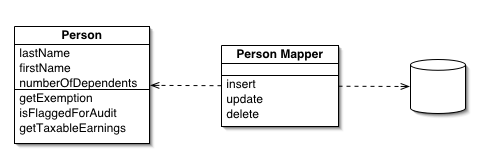 Person
lastName
firstName
numberOfDependents
getExemption
isFlaggedForAudit
getTaxableEarnings
Person Mapper
insert
update
delete